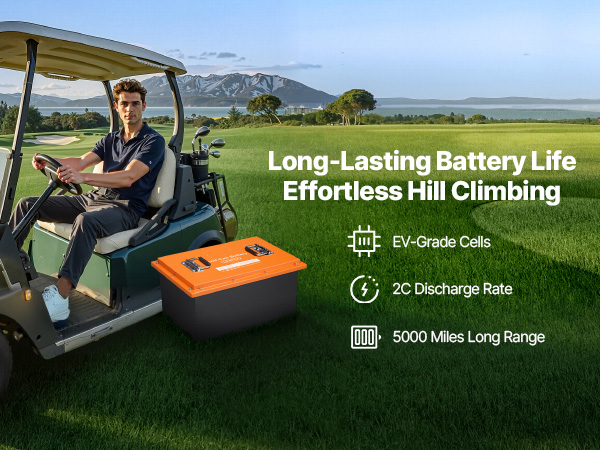 Long-Lasting Battery Life
Effortless Hill Climbing
EV-Grade Cells
2C Discharge Rate
5000 Miles Long Range